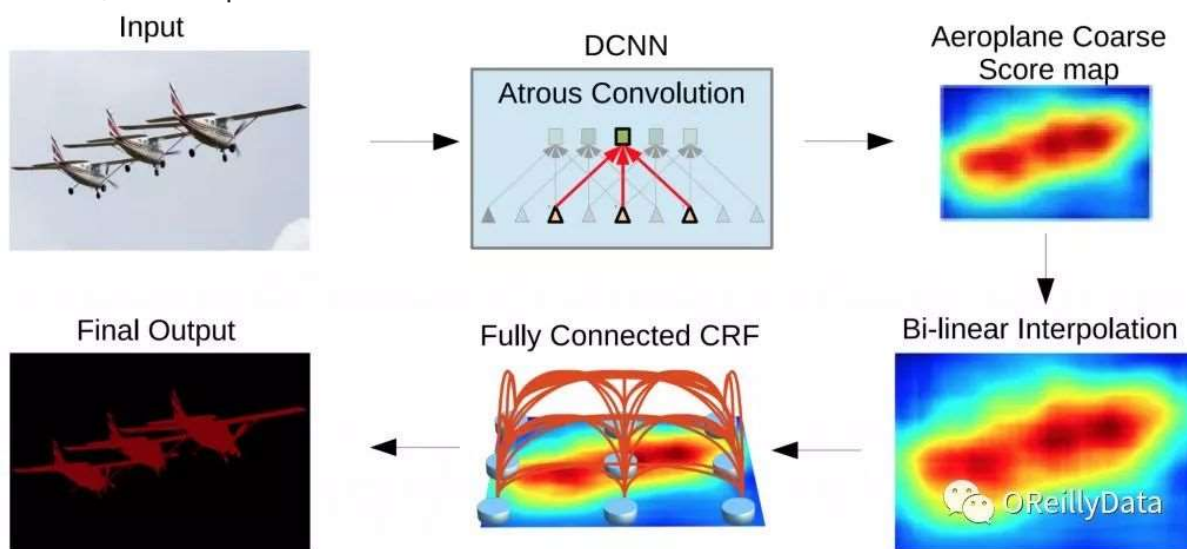 Input
DCNN
Aeroplane Coarse
Score map
Atrous Convolution
Final Output
Fully Connected CRF
Bi-linear Interpolation
OReillyData